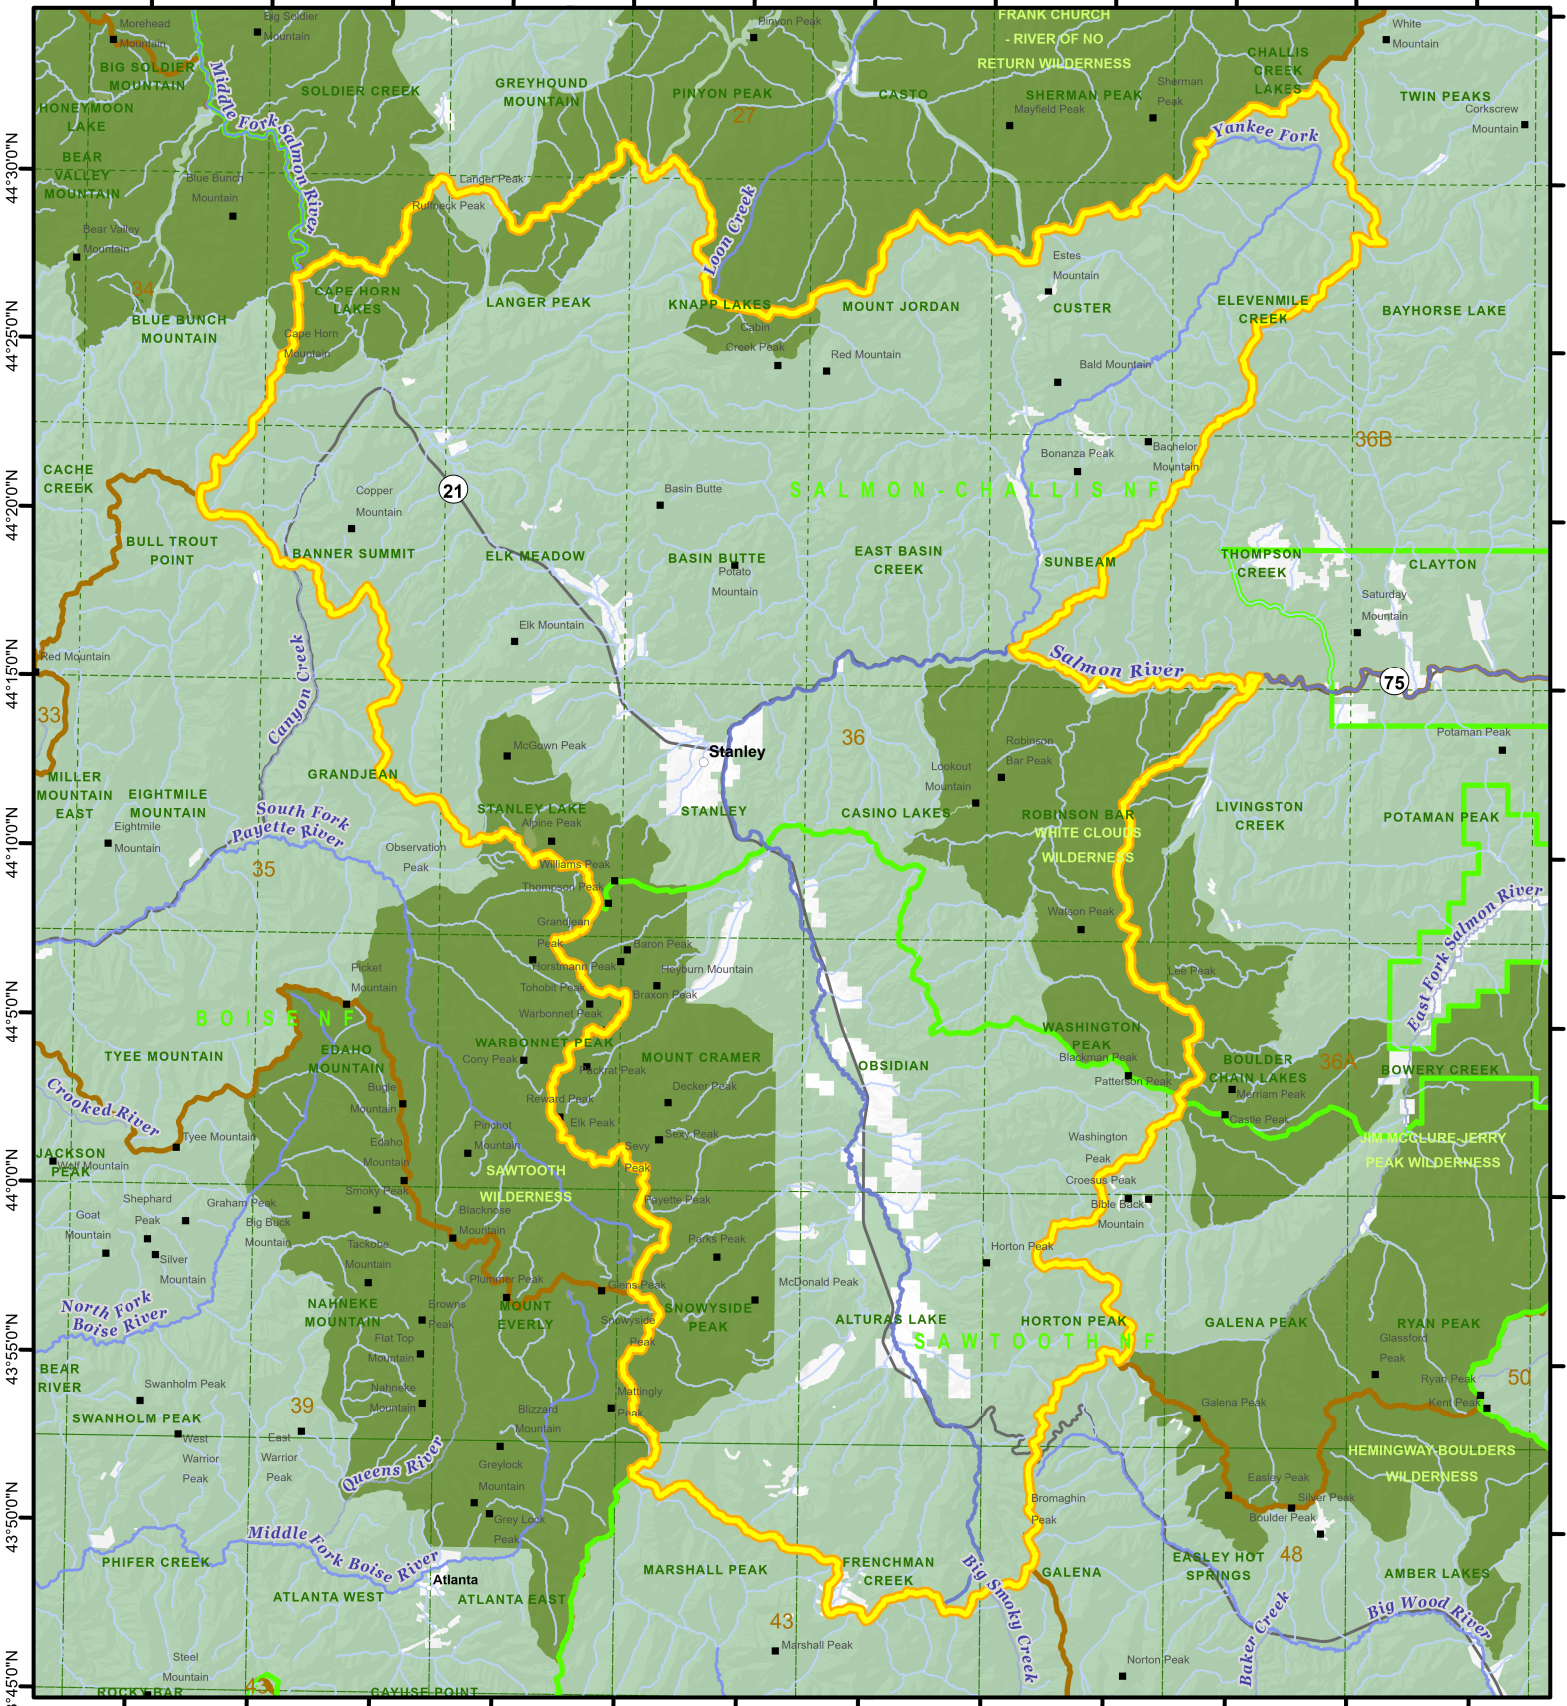 Morehead
Mountain
Big Soldier
Mountain
Pinyon Peak
FRANK CHURCH
- RIVER OF NO
RETURN WILDERNESS
White
Mountain
BIG SOLDIER
MOUNTAIN
Middle Fork Salmon River
SOLDIER CREEK
GREYHOUND
MOUNTAIN
PINYON PEAK
27
CASTO
SHERMAN PEAK
Sherman
Peak
Mayfield Peak
CHALLIS
CREEK
LAKES
TWIN PEAKS
Corkscrew
Mountain
HONEYMOON
LAKE
Yankee Fork
44°30'0"N
BEAR
VALLEY
MOUNTAIN
Blue Bunch
Mountain
Langer Peak
Ruffneck Peak
Bear Valley
Mountain
Loon Creek
Estes
Mountain
34
BLUE BUNCH
MOUNTAIN
CAPE HORN
LAKES
LANGER PEAK
KNAPP LAKES
MOUNT JORDAN
CUSTER
ELEVENMILE
CREEK
BAYHORSE LAKE
44°25'0"N
Cape Horn
Mountain
Cabin
Creek Peak
Red Mountain
Bald Mountain
36B
Bachelor
Mountain
Bonanza Peak
CACHE
CREEK
44°20'0"N
Copper
Mountain
21
Basin Butte
SALMON-CHALLIS NF
BULL TROUT
POINT
BANNER SUMMIT
ELK MEADOW
BASIN BUTTE
Potato
Mountain
EAST BASIN
CREEK
SUNBEAM
THOMPSON
CREEK
CLAYTON
Saturday
Mountain
Elk Mountain
Canyon Creek
44°15'0"N
Red Mountain
33
Salmon River
75
Stanley
36
Potaman Peak
McGown Peak
Robinson
Bar Peak
Lookout
Mountain
MILLER
MOUNTAIN
EAST
EIGHTMILE
MOUNTAIN
GRANDJEAN
STANLEY LAKE
STANLEY
CASINO LAKES
ROBINSON BAR
WHITE CLOUDS
WILDERNESS
LIVINGSTON
CREEK
POTAMAN PEAK
44°10'0"N
Eightmile
Mountain
South Fork
Payette River
Alpine Peak
Observation
Peak
35
Williams Peak
Thompson Peak
Grandjean
Peak
Watson Peak
East Fork Salmon River
Baron Peak
Horstmann Peak
Heyburn Mountain
Lee Peak
Picket
Mountain
Tohobit Peak
Braxon Peak
Warbonnet Peak
44°5'0"N
BOISE NF
TYEE MOUNTAIN
EDAHO
MOUNTAIN
WARBONNET PEAK
Cony Peak
Packrat Peak
MOUNT CRAMER
OBSIDIAN
WASHINGTON
PEAK
Blackman Peak
Patterson Peak
BOULDER
CHAIN LAKES
36A
BOWERY CREEK
Merriam Peak
Castle Peak
Crooked River
Bugle
Mountain
Decker Peak
Reward Peak
Elk Peak
Tyee Mountain
Edaho
Mountain
Pinchot
Mountain
Sevy
Peak
Sexy Peak
Washington
Peak
JIM MCCLURE-JERRY
PEAK WILDERNESS
JACKSON
PEAK
Wolf Mountain
44°0'0"N
SAWTOOTH
WILDERNESS
Croesus Peak
Bible Back
Mountain
Shephard
Peak
Graham Peak
Smoky Peak
Goat
Mountain
Big Buck
Mountain
Blacknose
Mountain
Payette Peak
Silver
Mountain
Tackobe
Mountain
Parks Peak
Horton Peak
Plummer Peak
Glens Peak
McDonald Peak
North Fork
Boise River
NAHNEKE
MOUNTAIN
Browns
Peak
MOUNT
EVERLY
Snowyside
Peak
SNOWYSIDE
PEAK
ALTURAS LAKE
HORTON PEAK
SAWTOOTH NF
GALENA PEAK
RYAN PEAK
43°55'0"N
Flat Top
Mountain
Glassford
Peak
BEAR
RIVER
Swanholm Peak
Nahneke
Mountain
Mattingly
Peak
Ryan Peak
Kent Peak
50
39
SWANHOLM PEAK
Blizzard
Mountain
Galena Peak
West
Warrior
Peak
East
Warrior
Peak
Queens River
HEMINGWAY-BOULDERS
WILDERNESS
Greylock
Mountain
Easley Peak
Silver Peak
Boulder Peak
43°50'0"N
Grey Lock
Peak
Bromaghin
Peak
Middle Fork Boise River
PHIFER CREEK
Atlanta
MARSHALL PEAK
FRENCHMAN
CREEK
Big Smoky Creek
GALENA
EASLEY HOT
SPRINGS
48
AMBER LAKES
ATLANTA WEST
ATLANTA EAST
43
Baker Creek
Big Wood River
Marshall Peak
Steel
Mountain
Norton Peak
ROCKY BAR
43
CAYUSE POINT
°45'0"N